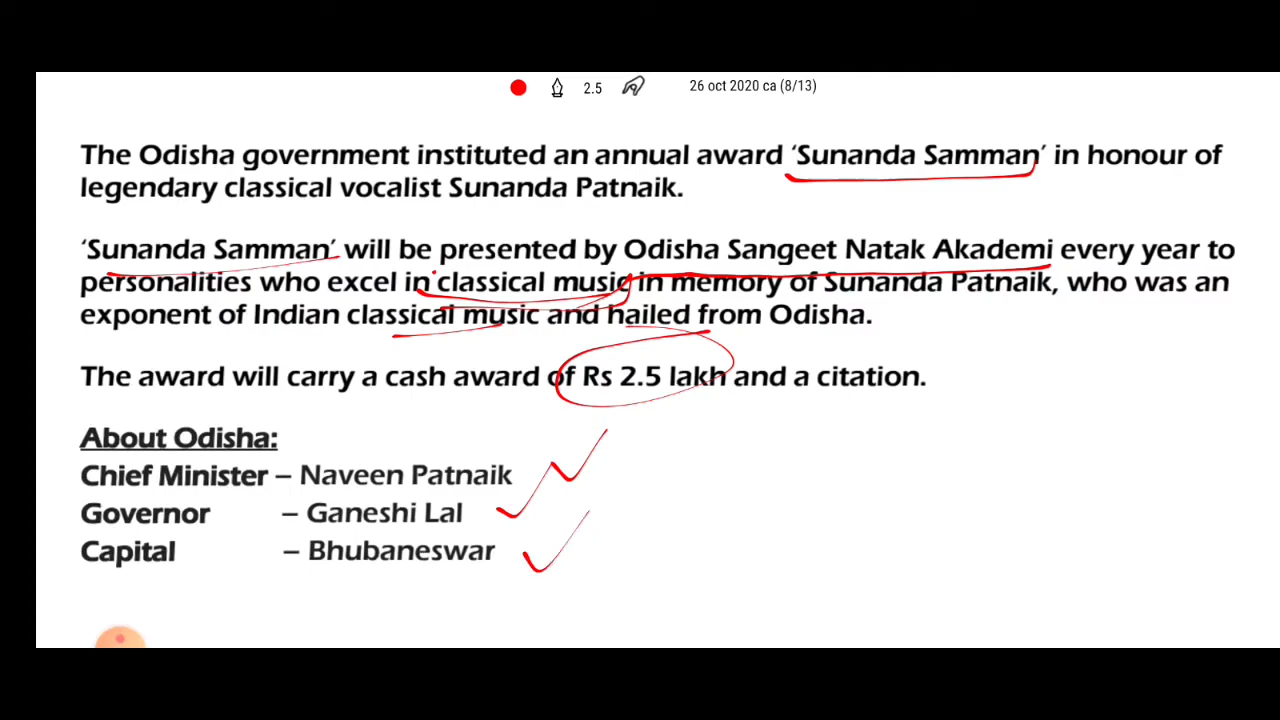 2.5
26 oct 2020 ca (8/13)
The Odisha government instituted an annual award ‘Sunanda Samman’ in honour of
legendary classical vocalist Sunanda Patnaik.
‘Sunanda Samman’ will be presented by Odisha Sangeet Natak Akademi every year to
personalities who excel in classical music in memory of Sunanda Patnaik, who was an
exponent of Indian classical music and hailed from Odisha.
The award will carry a cash award of Rs 2.5 lakh and a citation.
About Odisha:
Chief Minister – Naveen Patnaik
Governor – Ganeshi Lal
Capital – Bhubaneswar